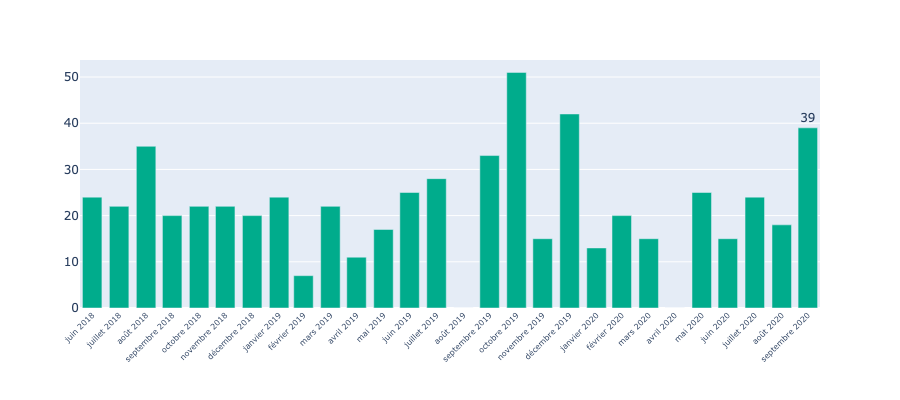 50
40
30
20
10
0
39
juin 2018
juillet 2018
août 2018
septembre 2018
octobre 2018
novembre 2018
décembre 2018
janvier 2019
février 2019
mars 2019
avril 2019
mai 2019
juin 2019
juillet 2019
août 2019
septembre 2019
octobre 2019
novembre 2019
décembre 2019
janvier 2020
février 2020
mars 2020
avril 2020
mai 2020
juin 2020
juillet 2020
août 2020
septembre 2020